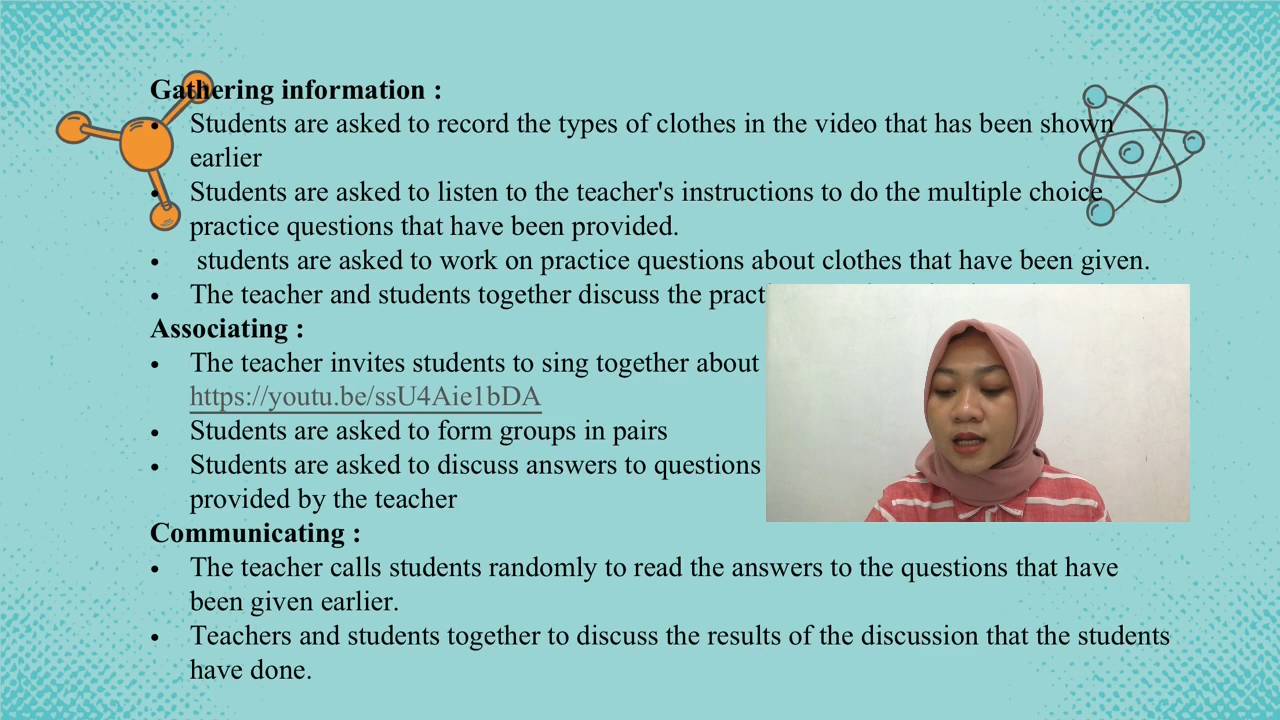 Gathering information :
• Students are asked to record the types of clothes in the video that has been shown
earlier
• Students are asked to listen to the teacher's instructions to do the multiple choice
practice questions that have been provided.
• students are asked to work on practice questions about clothes that have been given.
• The teacher and students together discuss the
Associating :
• The teacher invites students to sing together about
https://youtu.be/ssU4Aie1bDA
• Students are asked to form groups in pairs
• Students are asked to discuss answers to questions
provided by the teacher
Communicating :
• The teacher calls students randomly to read the answers to the questions that have
been given earlier.
• Teachers and students together to discuss the results of the discussion that the students
have done.